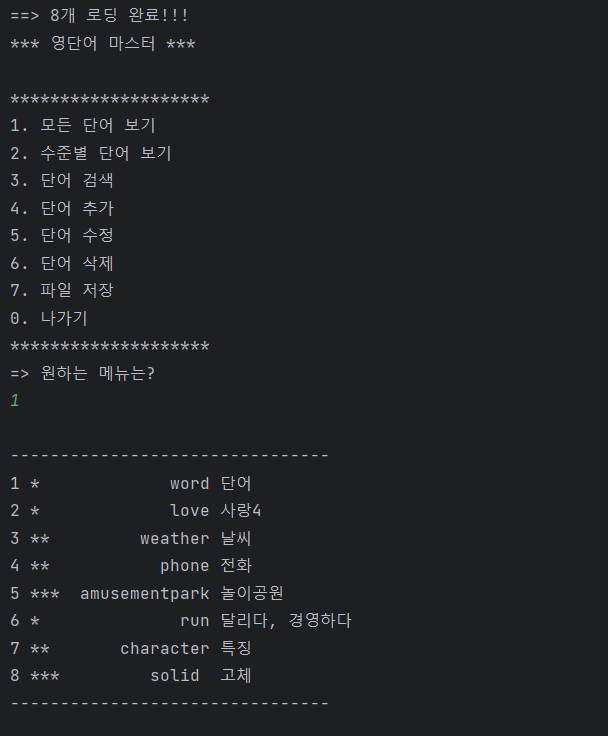 ==> 8개 로딩 완료!!!
*** 영단어 마스터 ***
********************
1. 모든 단어 보기
2. 수준별 단어 보기
3. 단어 검색
4. 단어 추가
5. 단어 수정
6. 단어 삭제
7. 파일 저장
0. 나가기
********************
=> 원하는 메뉴는?
1
--------------------------------
1 *             word 단어
2 *             love 사랑4
3 **         weather 날씨
4 **           phone 전화
5 ***  amusementpark 놀이공원
6 *              run 달리다, 경영하다
7 **       character 특징
8 ***         solid  고체
--------------------------------